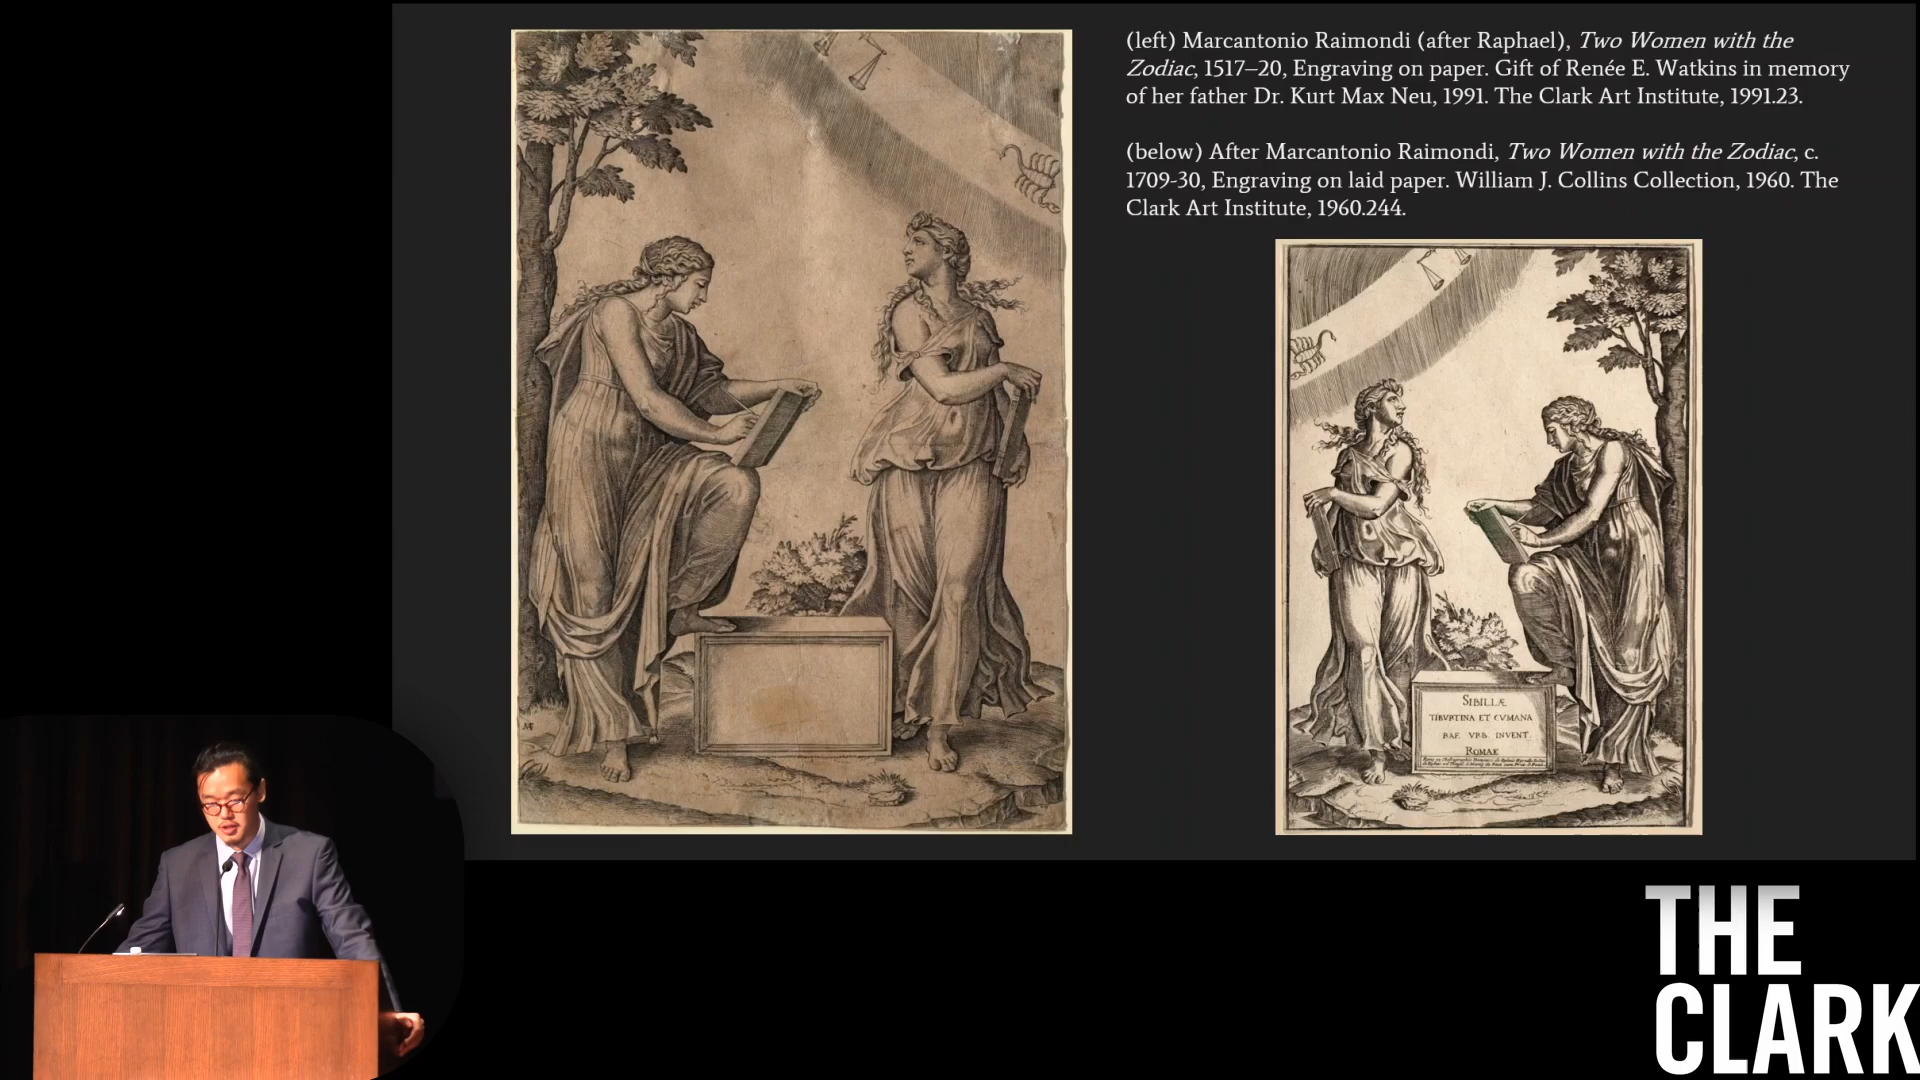 (left) Marcantonio Raimondi (after Raphael), Two Women with the
Zodiac, 1517–20, Engraving on paper. Gift of Renée E. Watkins in memory
of her father Dr. Kurt Max Neu, 1991. The Clark Art Institute, 1991.23.
(below) After Marcantonio Raimondi, Two Women with the Zodiac, c.
1709-30, Engraving on laid paper. William J. Collins Collection, 1960. The
Clark Art Institute, 1960.244.
SIBILLÆ
TIBVRTINA ET CVMANA
RAF. VRB. INVENT.
ROMAE
THE
CLARK